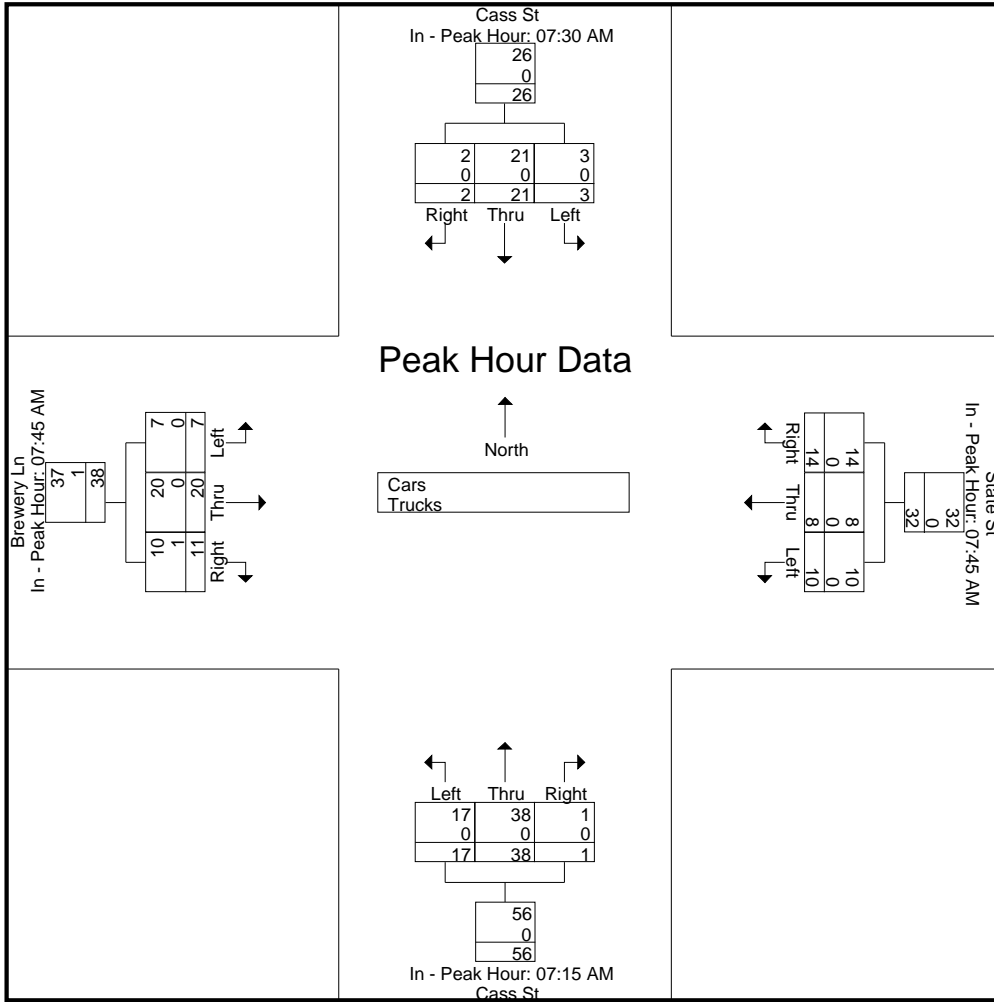 Cass St
In - Peak Hour: 07:30 AM
26
0
26
2 21 3
0 0 0
2 21 3
Right Thru Left
Peak Hour Data
North
Cars
Trucks
Brewery Ln
In - Peak Hour: 07:45 AM
37
1
38
7 0 7
Left
20 0 20
Thru
10 1 11
Right
State St
In - Peak Hour: 07:45 AM
32
0
32
Right
14 0 14
Thru
8 0 8
Left
10 0 10
Left Thru Right
17 38 1
0 0 0
17 38 1
56
0
56
In - Peak Hour: 07:15 AM
Cass St